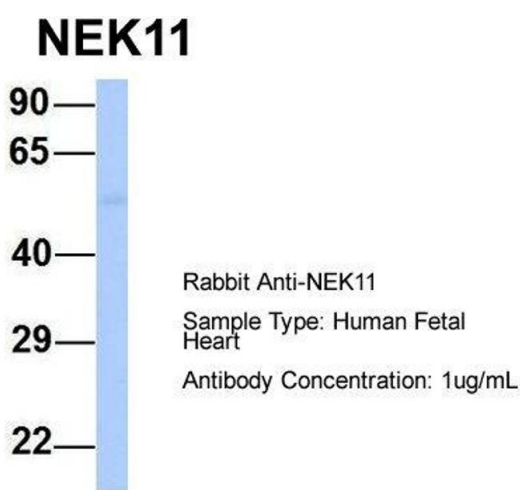 NEK11
90
65
40
29
22
Rabbit Anti-NEK11
Sample Type: Human Fetal
Heart
Antibody Concentration: 1ug/mL